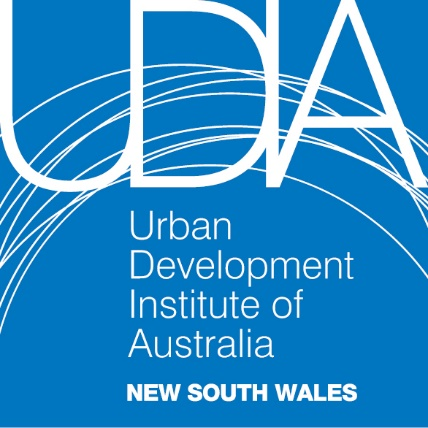 UDIA
Urban
Development
Institute of
Australia
NEW SOUTH WALES